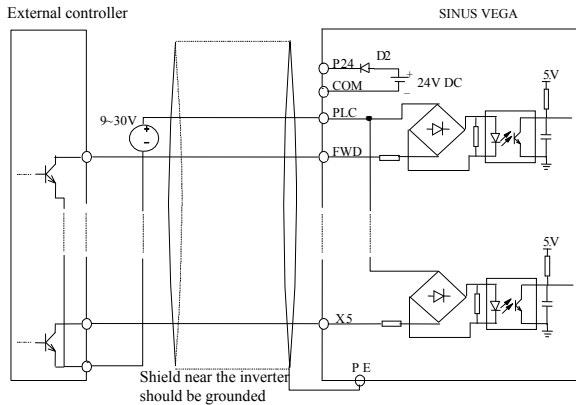 External controller
SINUS VEGA
P24
D2
+
24V DC
−
COM
5V
9~30V
+
−
PLC
FWD
5V
X5
P E
Shield near the inverter
should be grounded